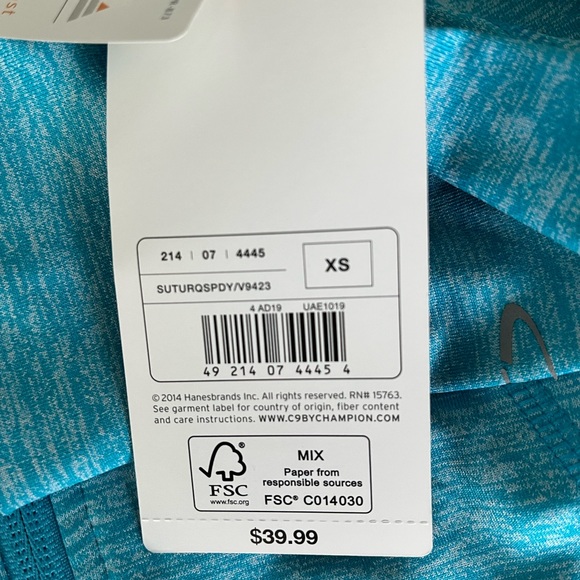 214 | 07 | 4445
XS
SUTURQSPDY/V9423
4 AD19 UAE1019
49 214 07 4445 4
© 2014 Hanesbrands Inc. All rights reserved. RN# 15763.
See garment label for country of origin, fiber content
and care instructions. WWW.C9BYCHAMPION.COM
FSC
www.fsc.org
MIX
Paper from
responsible sources
FSC® C014030
$39.99